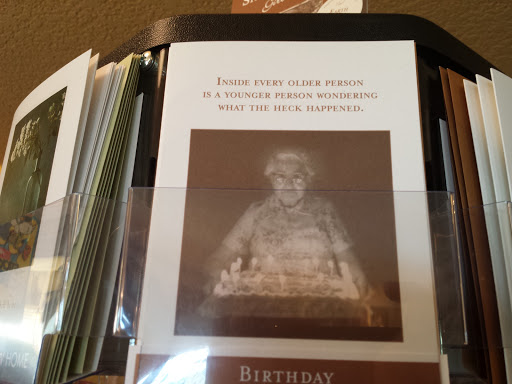 INSIDE EVERY OLDER PERSON
IS A YOUNGER PERSON WONDERING
WHAT THE HECK HAPPENED.
BIRTHDAY